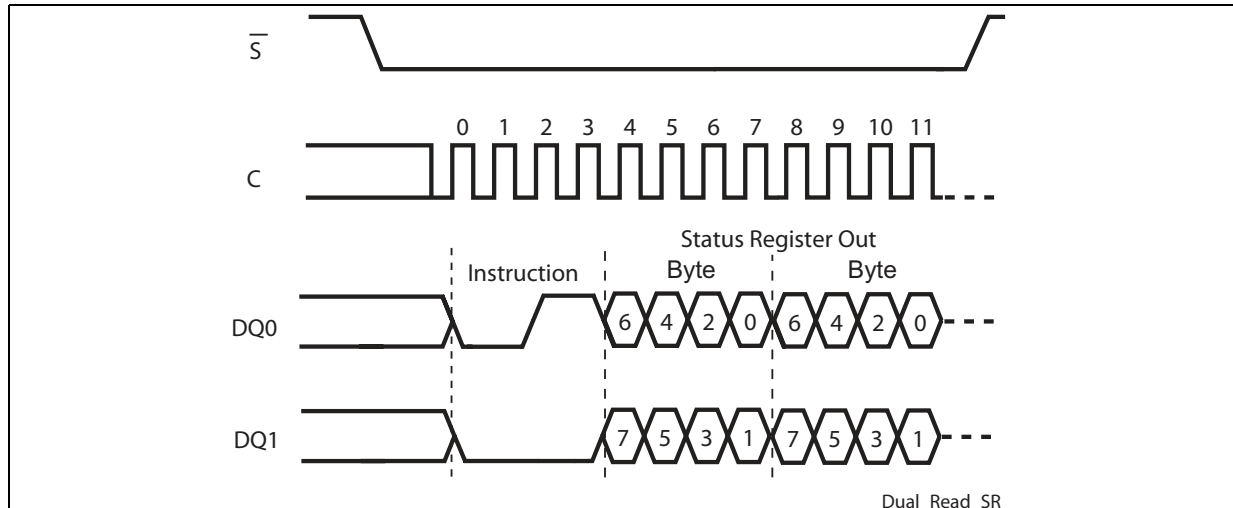 S
0 1 2 3 4 5 6 7 8 9 10 11
C
Status Register Out
Instruction Byte Byte
DQ0 6 4 2 0 6 4 2 0
DQ1 7 5 3 1 7 5 3 1
Dual_Read_SR